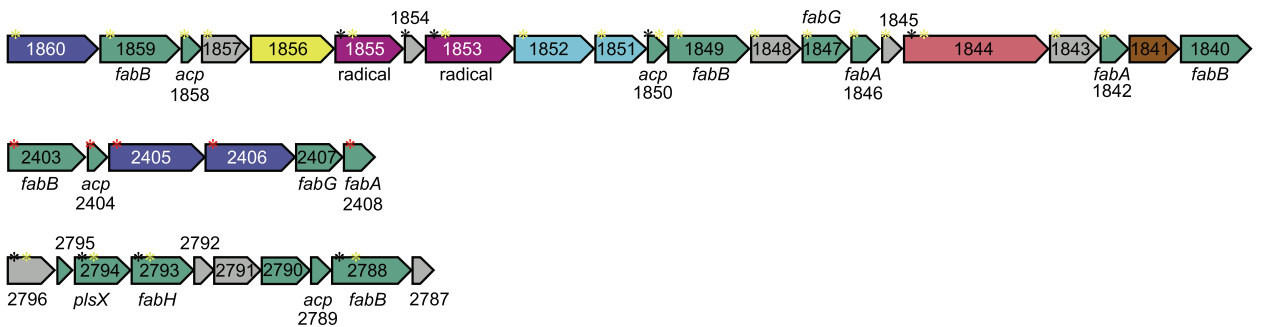 fabG
1854 1845
1860 1859 1857 1856 1855 1853 1852 1851 1849 1848 1847 1844 1843 1841 1840
fabB acp radical radical acp fabB fabA fabA fabB
1858 1850 1846 1842
2403 2405 2406 2407
fabB acp fabG fabA
2404 2408
2795 2792
2794 2793 2791 2790 2788
2796 plsX fabH acp fabB 2787
2789